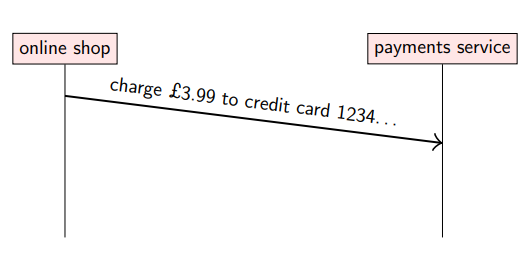 online shop
payments service
charge £3.99 to credit card 1234...